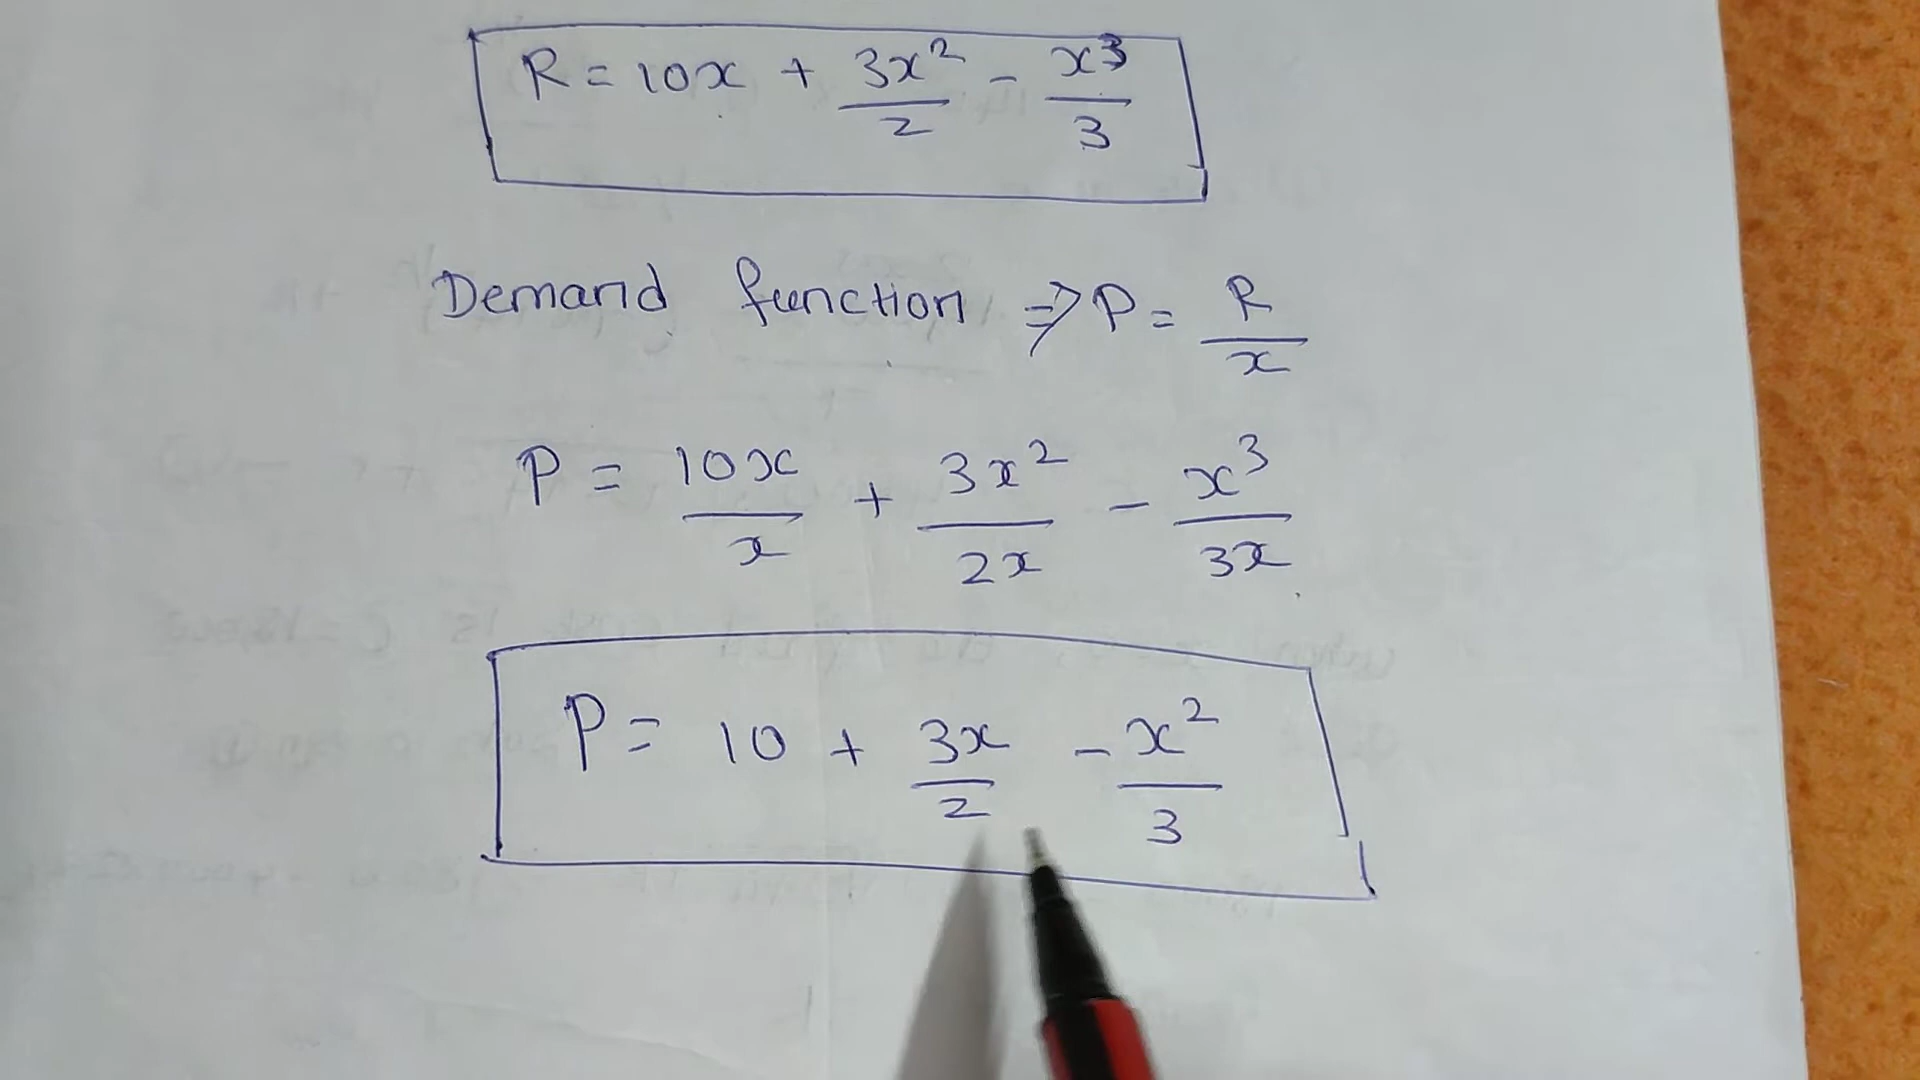 R = 10x + 3x²/2 - x³/3
Demand function ⇒ P = R/x
P = 10x/x + 3x²/2x - x³/3x
P = 10 + 3x/2 - x²/3